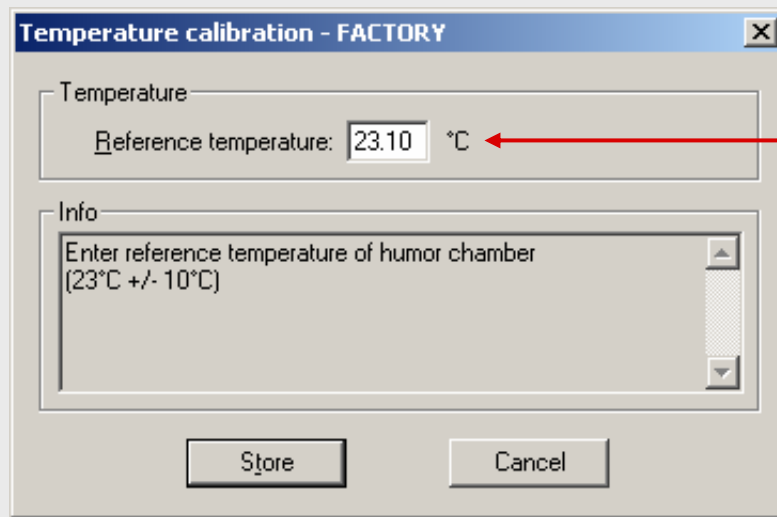 Temperature calibration - FACTORY
Temperature
Reference temperature: 23.10 °C
Info
Enter reference temperature of humor chamber
(23°C +/- 10°C)
Store Cancel